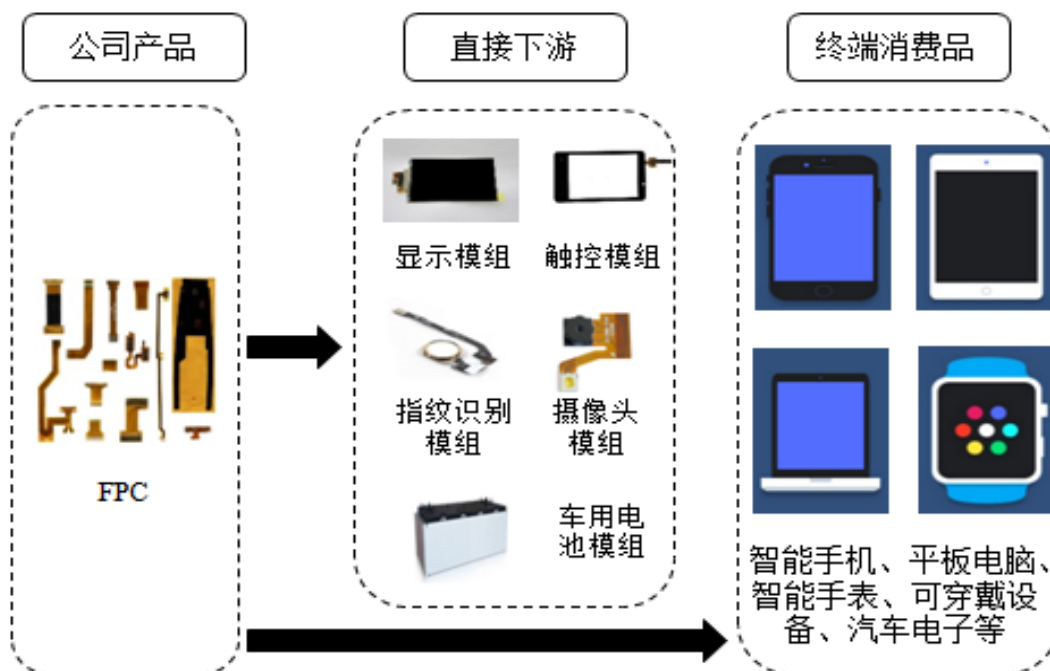 公司产品
直接下游
终端消费品
FPC
显示模组
触控模组
指纹识别
模组
摄像头
模组
车用电
池模组
智能手机、平板电脑、
智能手表、可穿戴设
备、汽车电子等